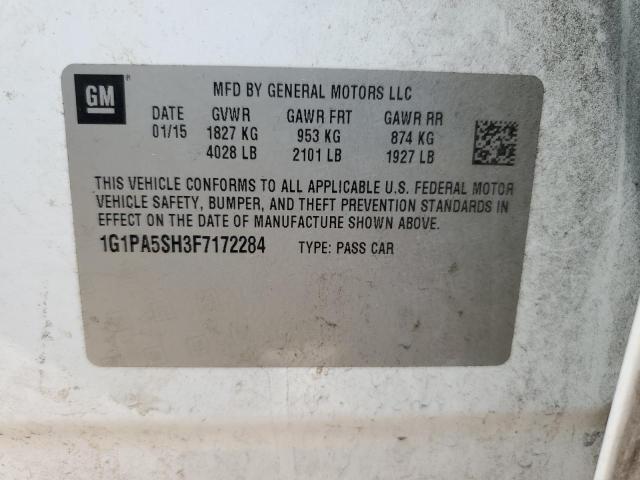 GM
MFD BY GENERAL MOTORS LLC
DATE GVWR GAWR FRT GAWR RR
01/15 1827 KG 953 KG 874 KG
4028 LB 2101 LB 1927 LB
THIS VEHICLE CONFORMS TO ALL APPLICABLE U.S. FEDERAL MOTOR
VEHICLE SAFETY, BUMPER, AND THEFT PREVENTION STANDARDS IN
EFFECT ON THE DATE OF MANUFACTURE SHOWN ABOVE.
1G1PA5SH3F7172284 TYPE: PASS CAR